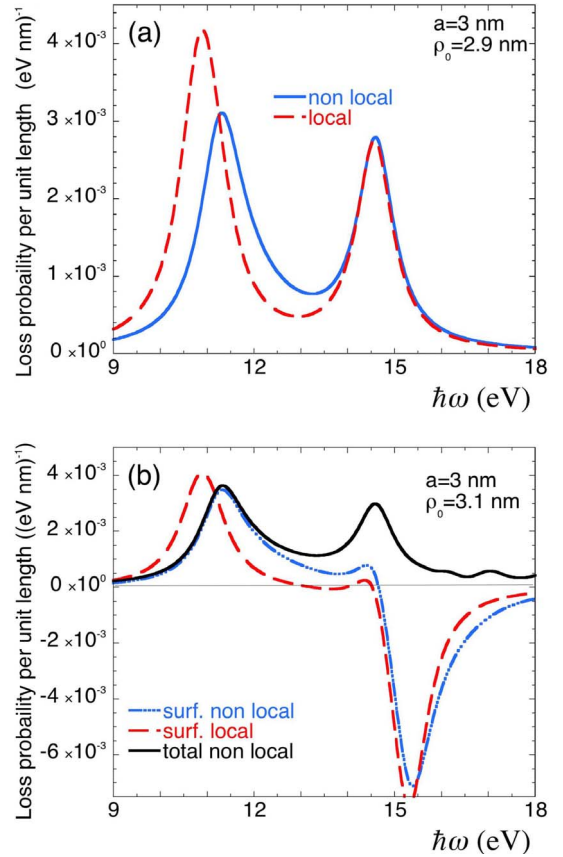 (a)
a=3 nm
ρ₀=2.9 nm
non local
local
Loss probaility per unit length (eV nm)⁻¹
4 ×10⁻³
3 ×10⁻³
2 ×10⁻³
1 ×10⁻³
0 ×10⁰
9 12 15 18
ħω (eV)
(b)
a=3 nm
ρ₀=3.1 nm
Loss probaility per unit length ((eV nm)⁻¹
4 ×10⁻³
2 ×10⁻³
0 ×10⁰
-2 ×10⁻³
-4 ×10⁻³
-6 ×10⁻³
surf. non local
surf. local
total non local
9 12 15 18
ħω (eV)